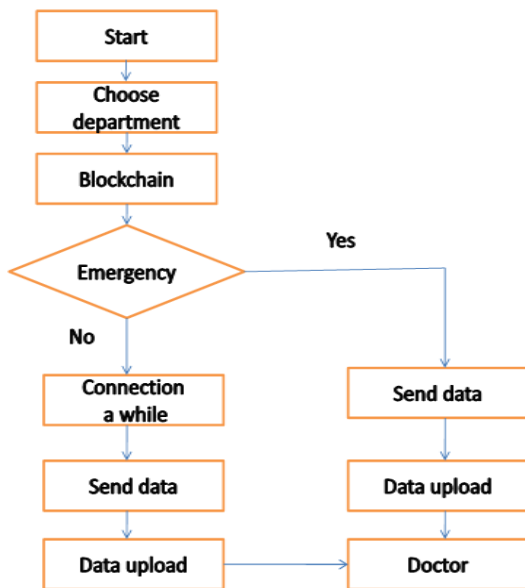 Start
Choose
department
Blockchain
Emergency
Yes
No
Connection
a while
Send data
Send data
Data upload
Data upload
Doctor